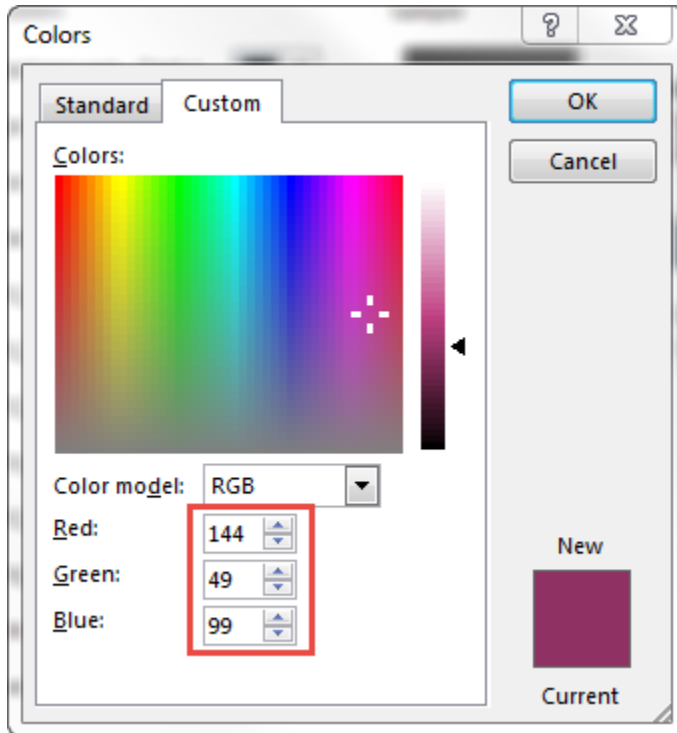 Colors
Standard
Custom
OK
Cancel
Colors:
Color model: RGB
Red: 144
Green: 49
Blue: 99
New
Current